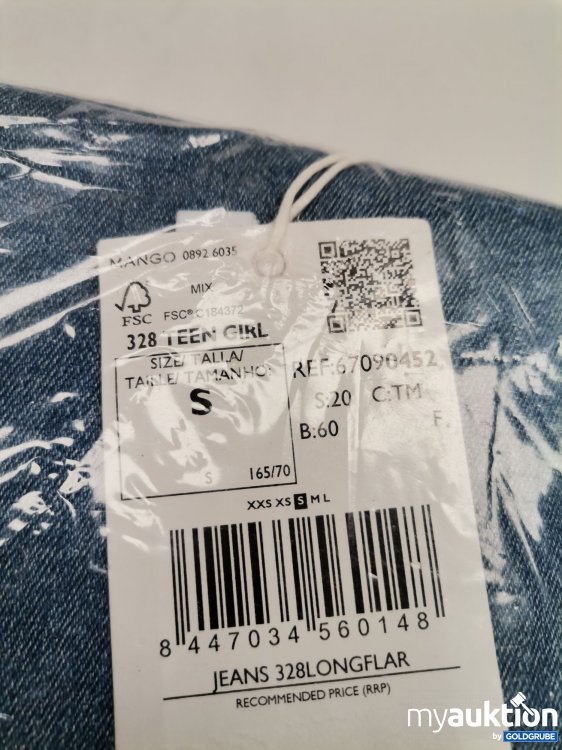 MANGO 0892 6035
MIX
FSC FSC® C184372
328 TEEN GIRL
SIZE/ TALLA/
TAILLE/ TAMANHO:
S
S 165/70
REF:67090452
S:20 C:TM
B:60 F.
XXS XS S M L
8 447034 560148
JEANS 328LONGFLAR
RECOMMENDED PRICE (RRP)
myauktion
by GOLDGRUBE